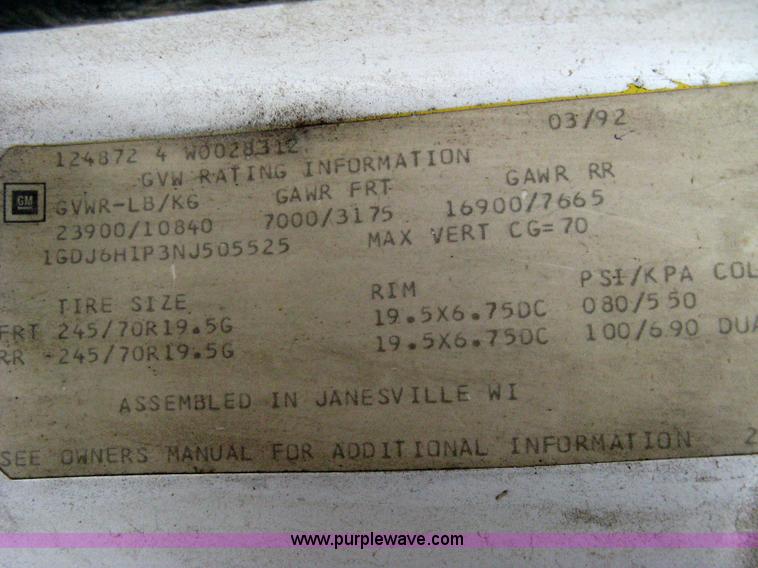 03/92
124872 4 W0028312
GVW RATING INFORMATION
GM
GVWR-LB/KG GAWR FRT GAWR RR
23900/10840 7000/3175 16900/7665
1GDJ6H1P3NJ505525 MAX VERT CG=70
TIRE SIZE RIM PSI/KPA COL
FRT 245/70R19.5G 19.5X6.75DC 080/550
RR 245/70R19.5G 19.5X6.75DC 100/690 DUA
ASSEMBLED IN JANESVILLE WI
SEE OWNERS MANUAL FOR ADDITIONAL INFORMATION 2
www.purplewave.com